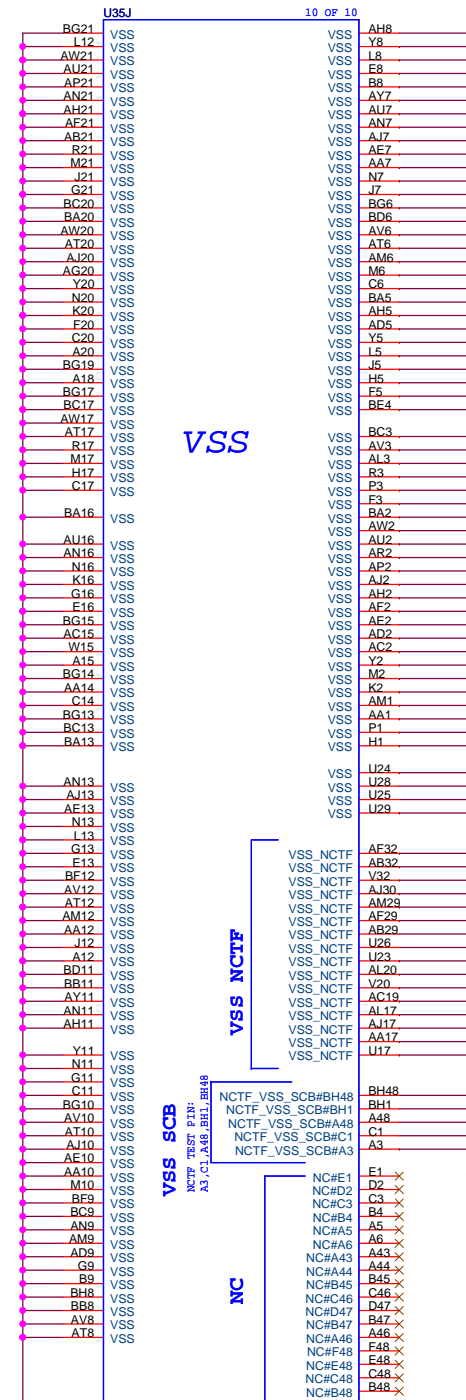 U35J
10 OF 10
BG21 VSS
L12 VSS
AW21 VSS
AU21 VSS
AP21 VSS
AN21 VSS
AH21 VSS
AF21 VSS
AB21 VSS
R21 VSS
M21 VSS
J21 VSS
G21 VSS
BC20 VSS
BA20 VSS
AW20 VSS
AT20 VSS
AJ20 VSS
AG20 VSS
Y20 VSS
N20 VSS
K20 VSS
F20 VSS
C20 VSS
A20 VSS
BG19 VSS
A18 VSS
BG17 VSS
BC17 VSS
AW17 VSS
AT17 VSS
R17 VSS
M17 VSS
H17 VSS
C17 VSS
BA16 VSS
AU16 VSS
AN16 VSS
N16 VSS
K16 VSS
G16 VSS
E16 VSS
BG15 VSS
AC15 VSS
W15 VSS
A15 VSS
BG14 VSS
AA14 VSS
C14 VSS
BG13 VSS
BC13 VSS
BA13 VSS
AN13 VSS
AJ13 VSS
AE13 VSS
N13 VSS
L13 VSS
G13 VSS
E13 VSS
BF12 VSS
AV12 VSS
AT12 VSS
AM12 VSS
AA12 VSS
J12 VSS
A12 VSS
BD11 VSS
BB11 VSS
AY11 VSS
AN11 VSS
AH11 VSS
Y11 VSS
N11 VSS
G11 VSS
C11 VSS
BG10 VSS
AV10 VSS
AT10 VSS
AJ10 VSS
AE10 VSS
AA10 VSS
M10 VSS
BF9 VSS
BC9 VSS
AN9 VSS
AM9 VSS
AD9 VSS
G9 VSS
B9 VSS
BH8 VSS
BB8 VSS
AV8 VSS
AT8 VSS
VSS
VSS NCTF
VSS SCB
NCTF TEST PIN:
A3,C1,A48,BH1,BH48
NC
VSS AH8
VSS Y8
VSS L8
VSS E8
VSS B8
VSS AY7
VSS AU7
VSS AN7
VSS AJ7
VSS AE7
VSS AA7
VSS N7
VSS J7
VSS BG6
VSS BD6
VSS AV6
VSS AT6
VSS AM6
VSS M6
VSS C6
VSS BA5
VSS AH5
VSS AD5
VSS Y5
VSS L5
VSS J5
VSS H5
VSS F5
VSS BE4
VSS BC3
VSS AV3
VSS AL3
VSS R3
VSS P3
VSS F3
VSS BA2
VSS AW2
VSS AU2
VSS AR2
VSS AP2
VSS AJ2
VSS AH2
VSS AF2
VSS AE2
VSS AD2
VSS AC2
VSS Y2
VSS M2
VSS K2
VSS AM1
VSS AA1
VSS P1
VSS H1
VSS U24
VSS U28
VSS U25
VSS U29
VSS_NCTF AF32
VSS_NCTF AB32
VSS_NCTF V32
VSS_NCTF AJ30
VSS_NCTF AM29
VSS_NCTF AF29
VSS_NCTF AB29
VSS_NCTF U26
VSS_NCTF U23
VSS_NCTF AL20
VSS_NCTF V20
VSS_NCTF AC19
VSS_NCTF AL17
VSS_NCTF AJ17
VSS_NCTF AA17
VSS_NCTF U17
NCTF_VSS_SCB#BH48 BH48
NCTF_VSS_SCB#BH1 BH1
NCTF_VSS_SCB#A48 A48
NCTF_VSS_SCB#C1 C1
NCTF_VSS_SCB#A3 A3
NC#E1 E1
NC#D2 D2
NC#C3 C3
NC#B4 B4
NC#A5 A5
NC#A6 A6
NC#A43 A43
NC#A44 A44
NC#B45 B45
NC#C46 C46
NC#D47 D47
NC#B47 B47
NC#A46 A46
NC#F48 F48
NC#E48 E48
NC#C48 C48
NC#B48 B48